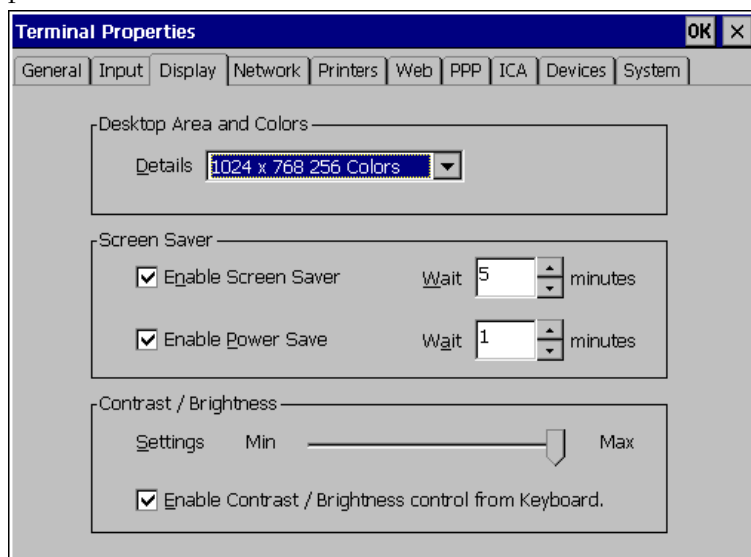 Terminal Properties OK ×
General Input Display Network Printers Web PPP ICA Devices System
Desktop Area and Colors
Details 1024 x 768 256 Colors
Screen Saver
Enable Screen Saver Wait 5 minutes
Enable Power Save Wait 1 minutes
Contrast / Brightness
Settings Min Max
Enable Contrast / Brightness control from Keyboard.